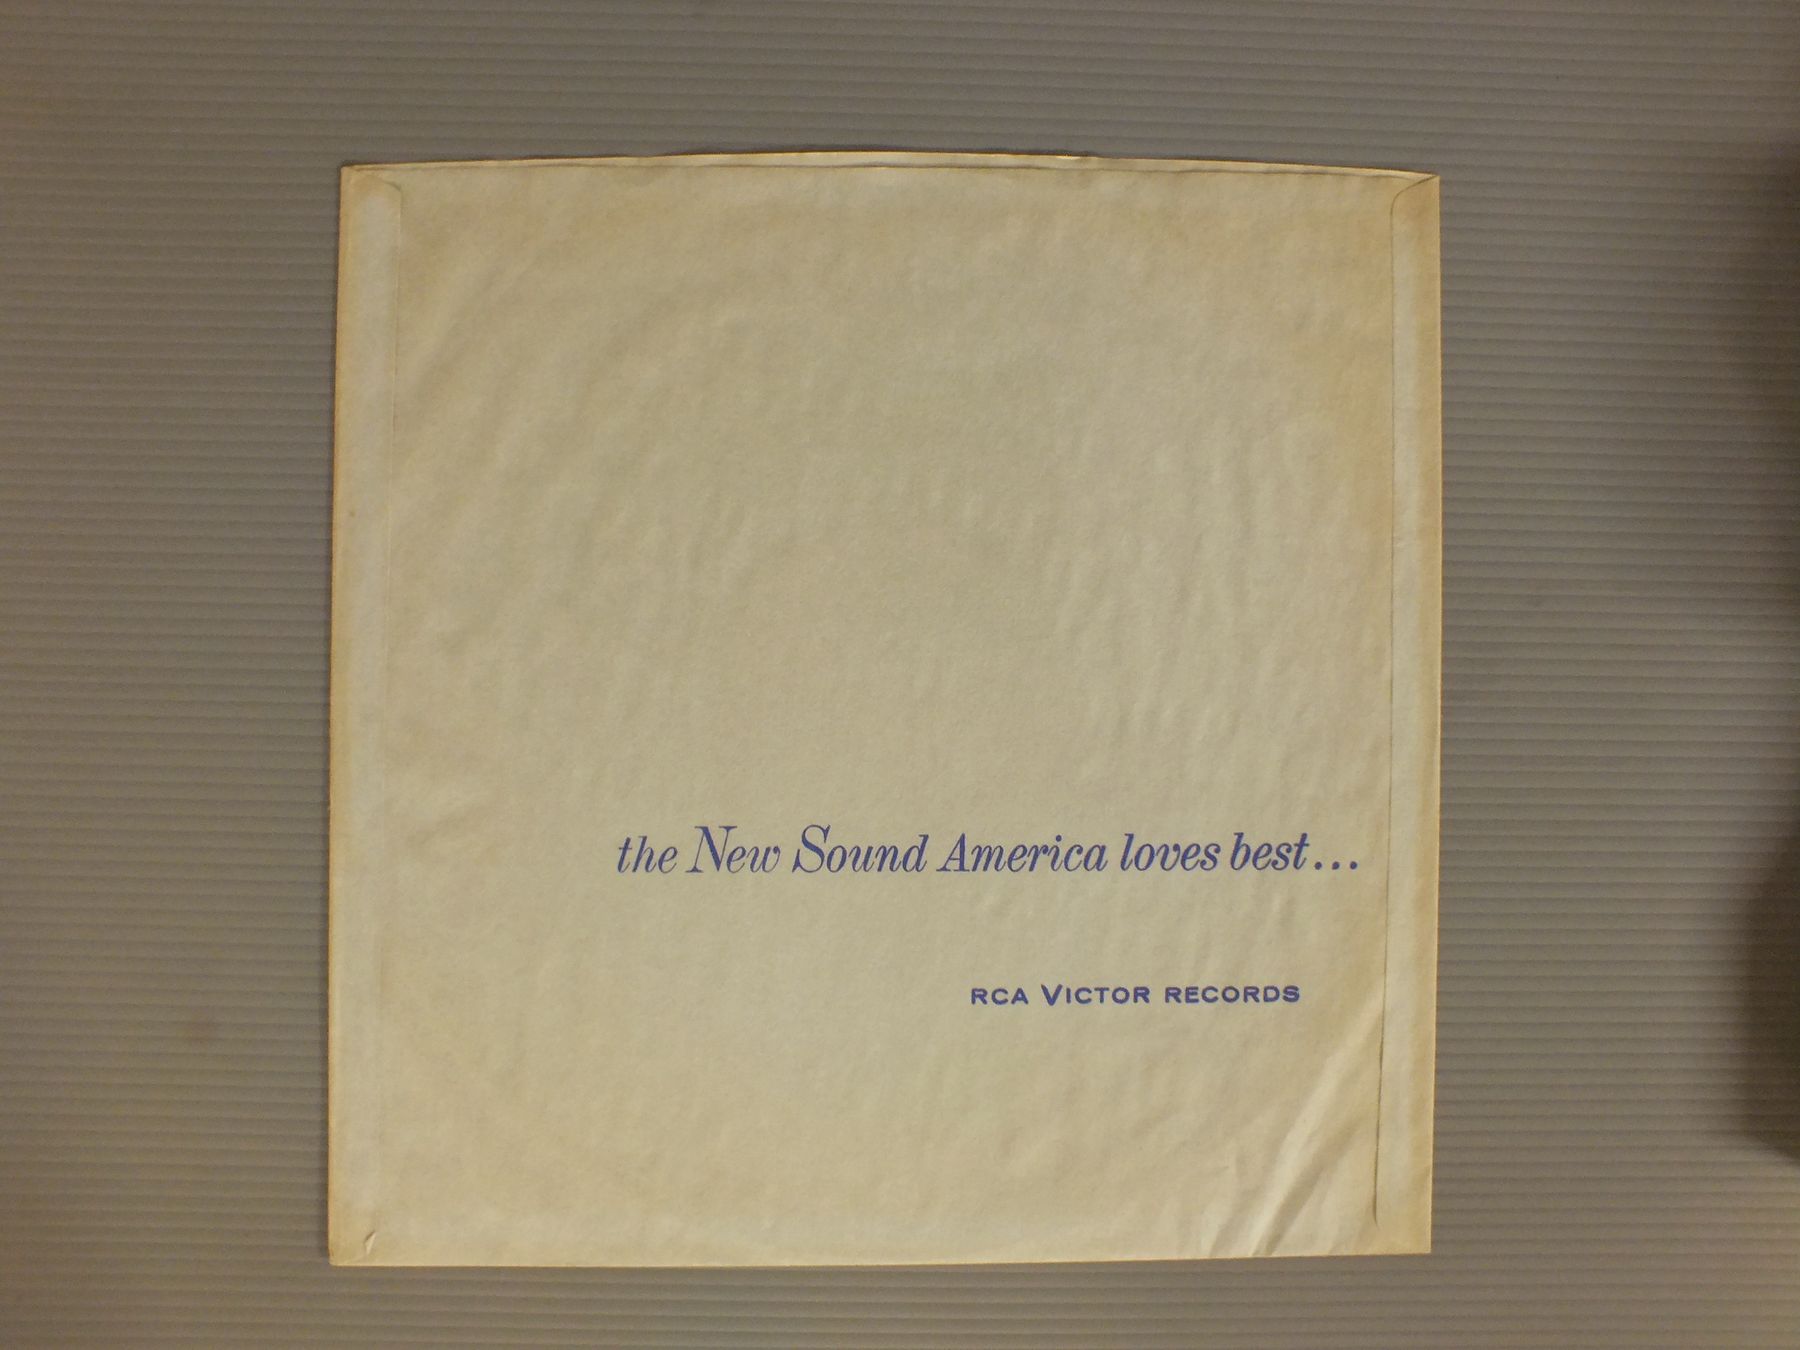 the New Sound America loves best...
RCA VICTOR RECORDS